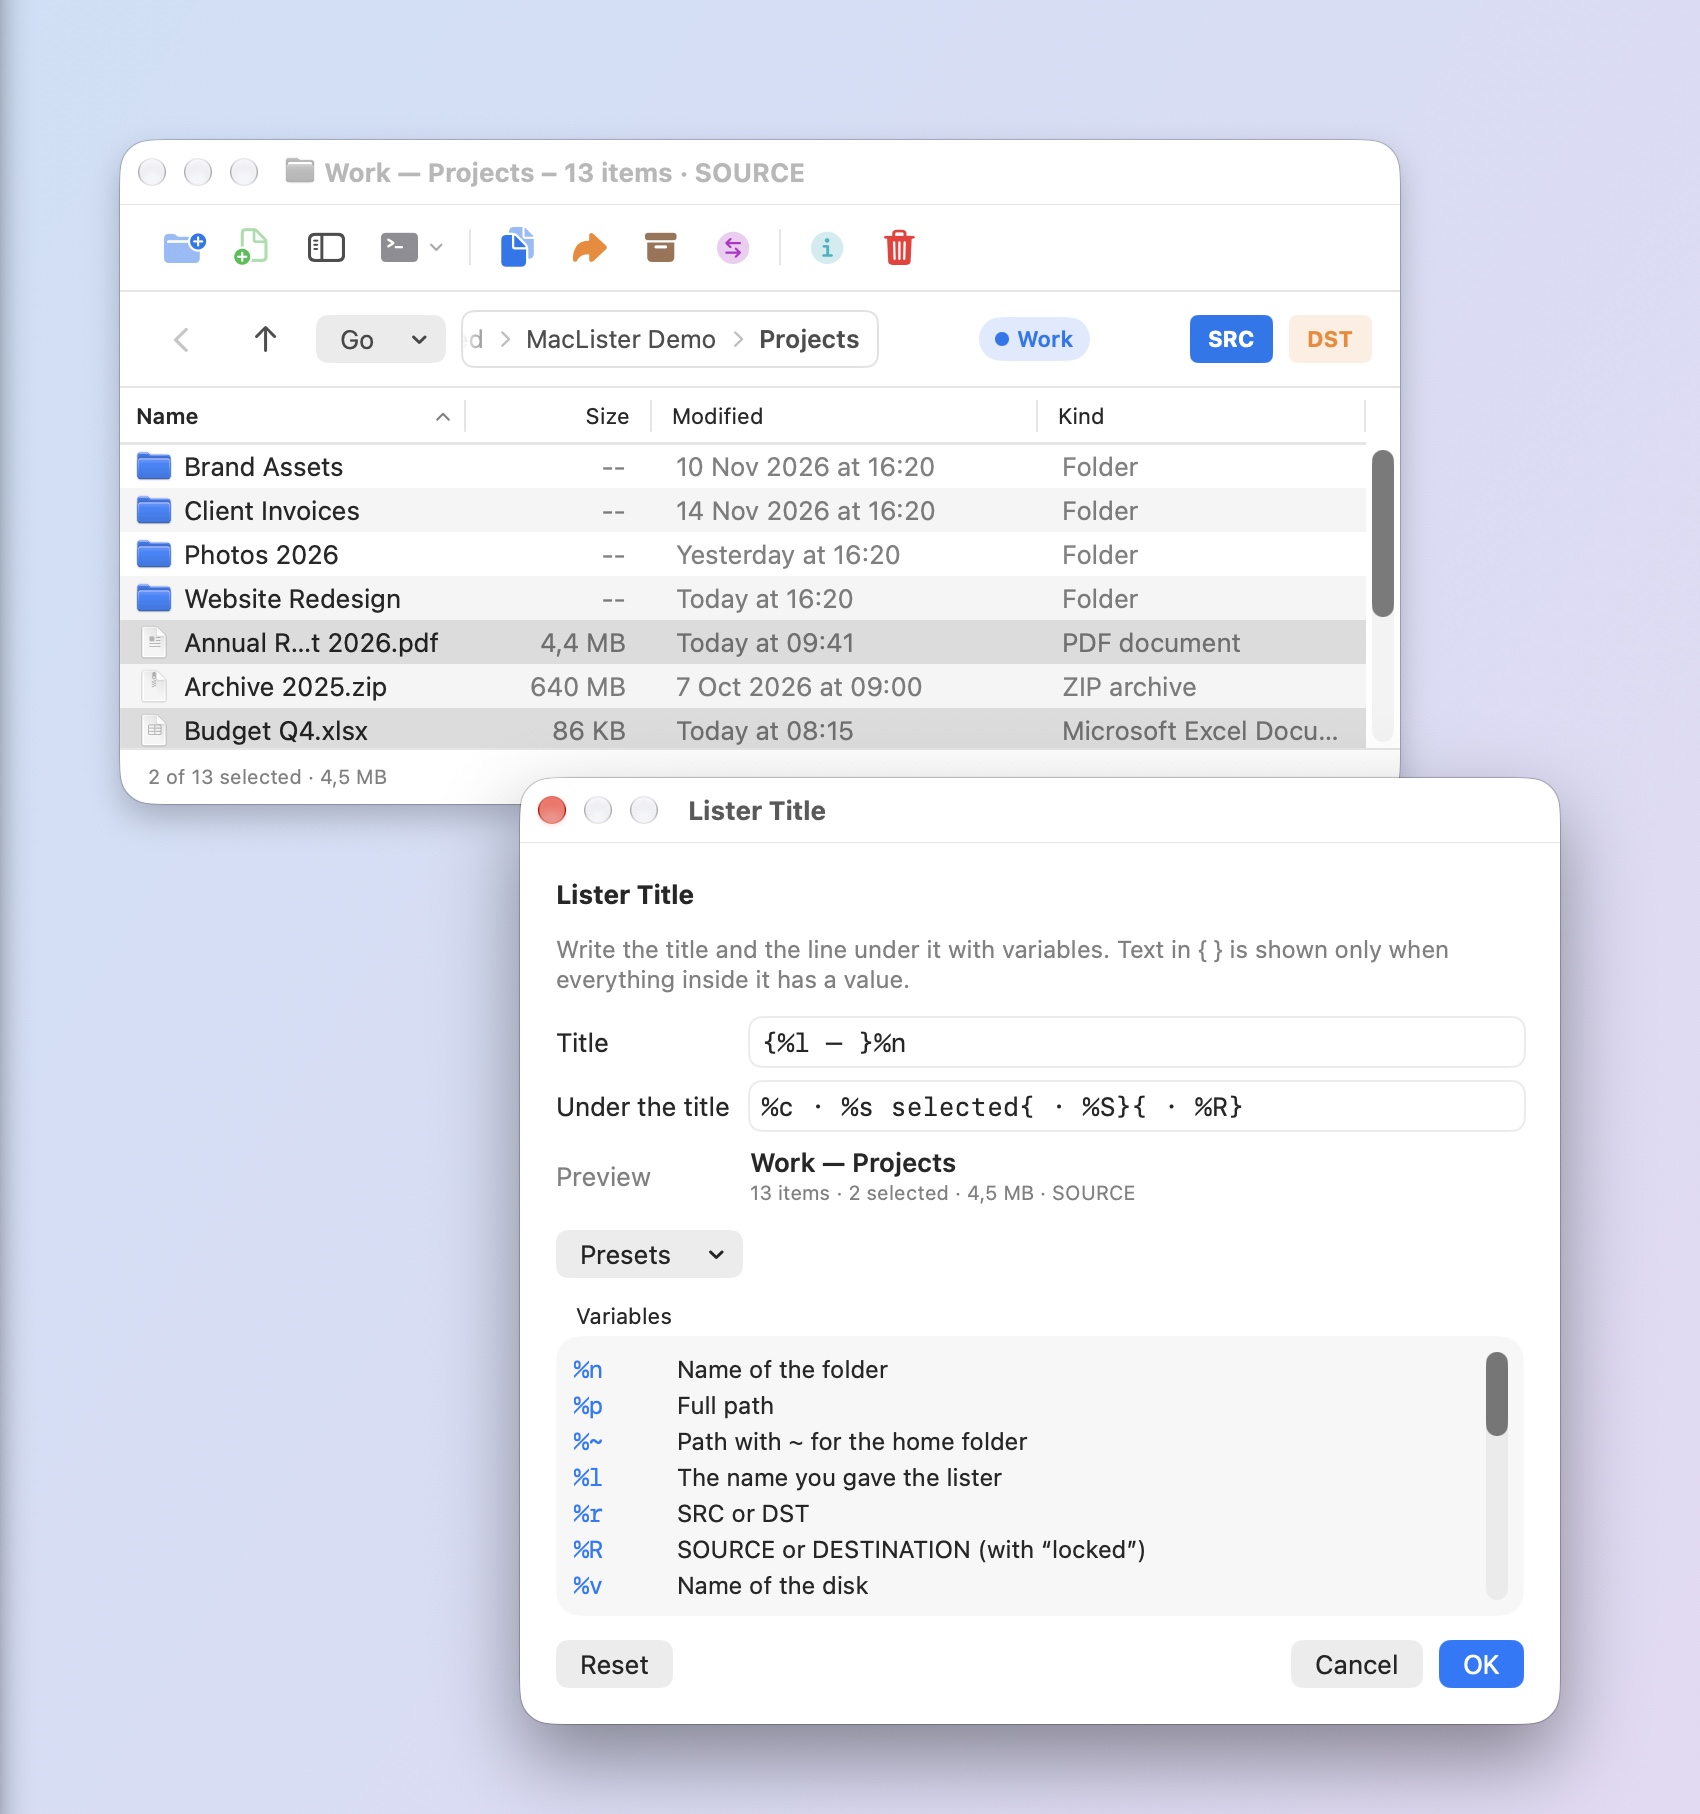 Work — Projects – 13 items · SOURCE
Go
d > MacLister Demo > Projects
Work
SRC
DST
Name Size Modified Kind
Brand Assets -- 10 Nov 2026 at 16:20 Folder
Client Invoices -- 14 Nov 2026 at 16:20 Folder
Photos 2026 -- Yesterday at 16:20 Folder
Website Redesign -- Today at 16:20 Folder
Annual R...t 2026.pdf 4,4 MB Today at 09:41 PDF document
Archive 2025.zip 640 MB 7 Oct 2026 at 09:00 ZIP archive
Budget Q4.xlsx 86 KB Today at 08:15 Microsoft Excel Docu...
2 of 13 selected · 4,5 MB
Lister Title
Lister Title
Write the title and the line under it with variables. Text in { } is shown only when
everything inside it has a value.
Title {%l — }%n
Under the title %c · %s selected{ · %S}{ · %R}
Preview Work — Projects
13 items · 2 selected · 4,5 MB · SOURCE
Presets
Variables
%n Name of the folder
%p Full path
%~ Path with ~ for the home folder
%l The name you gave the lister
%r SRC or DST
%R SOURCE or DESTINATION (with “locked”)
%v Name of the disk
Reset
Cancel
OK